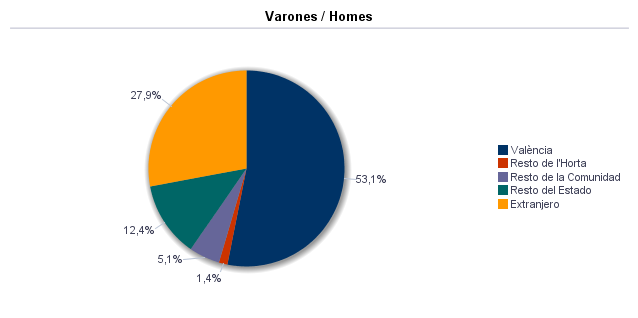 Varones / Homes
27,9%
53,1%
12,4%
5,1%
1,4%
València
Resto de l'Horta
Resto de la Comunidad
Resto del Estado
Extranjero